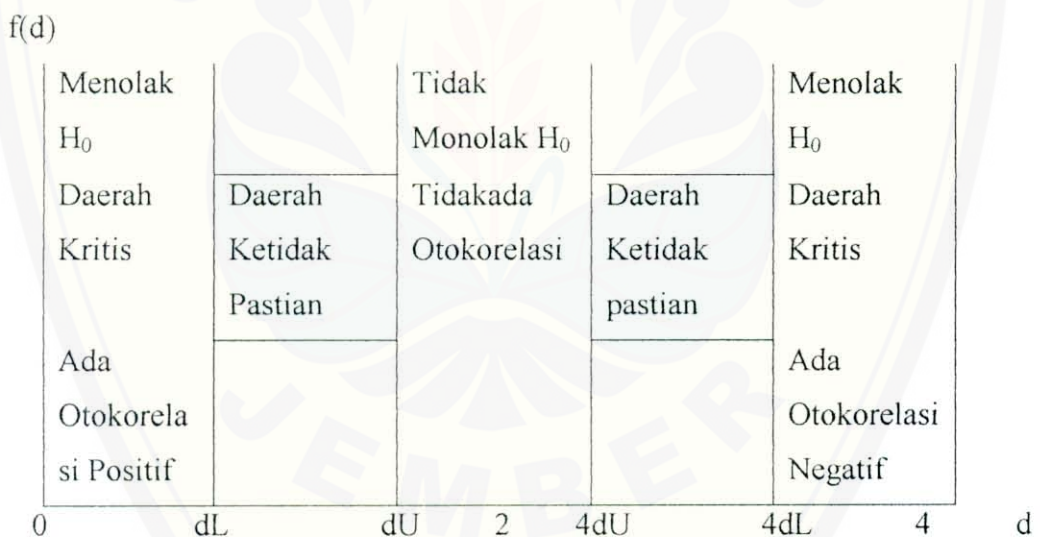 f(d)
Menolak
H₀
Daerah
Kritis
Ada
Otokorela
si Positif
Daerah
Ketidak
Pastian
Tidak
Monolak H₀
Tidakada
Otokorelasi
Daerah
Ketidak
pastian
Menolak
H₀
Daerah
Kritis
Ada
Otokorelasi
Negatif
0 dL dU 2 4dU 4dL 4 d
JEMBER